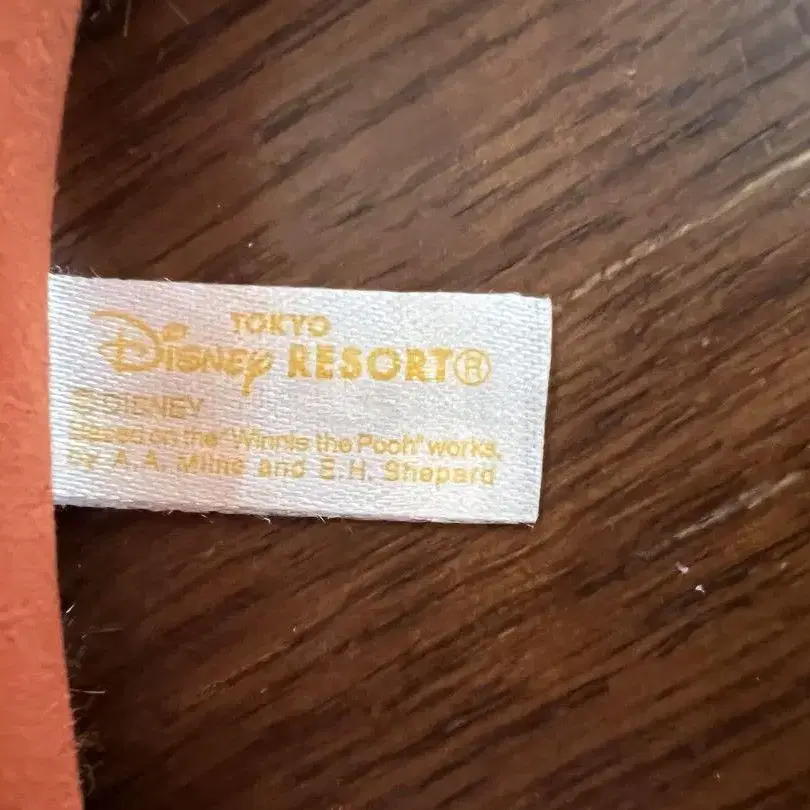 TOKYO
Disney RESORT®
© DISNEY
Based on the "Winnie the Pooh" works,
by A. A. Milne and E.H. Shepard